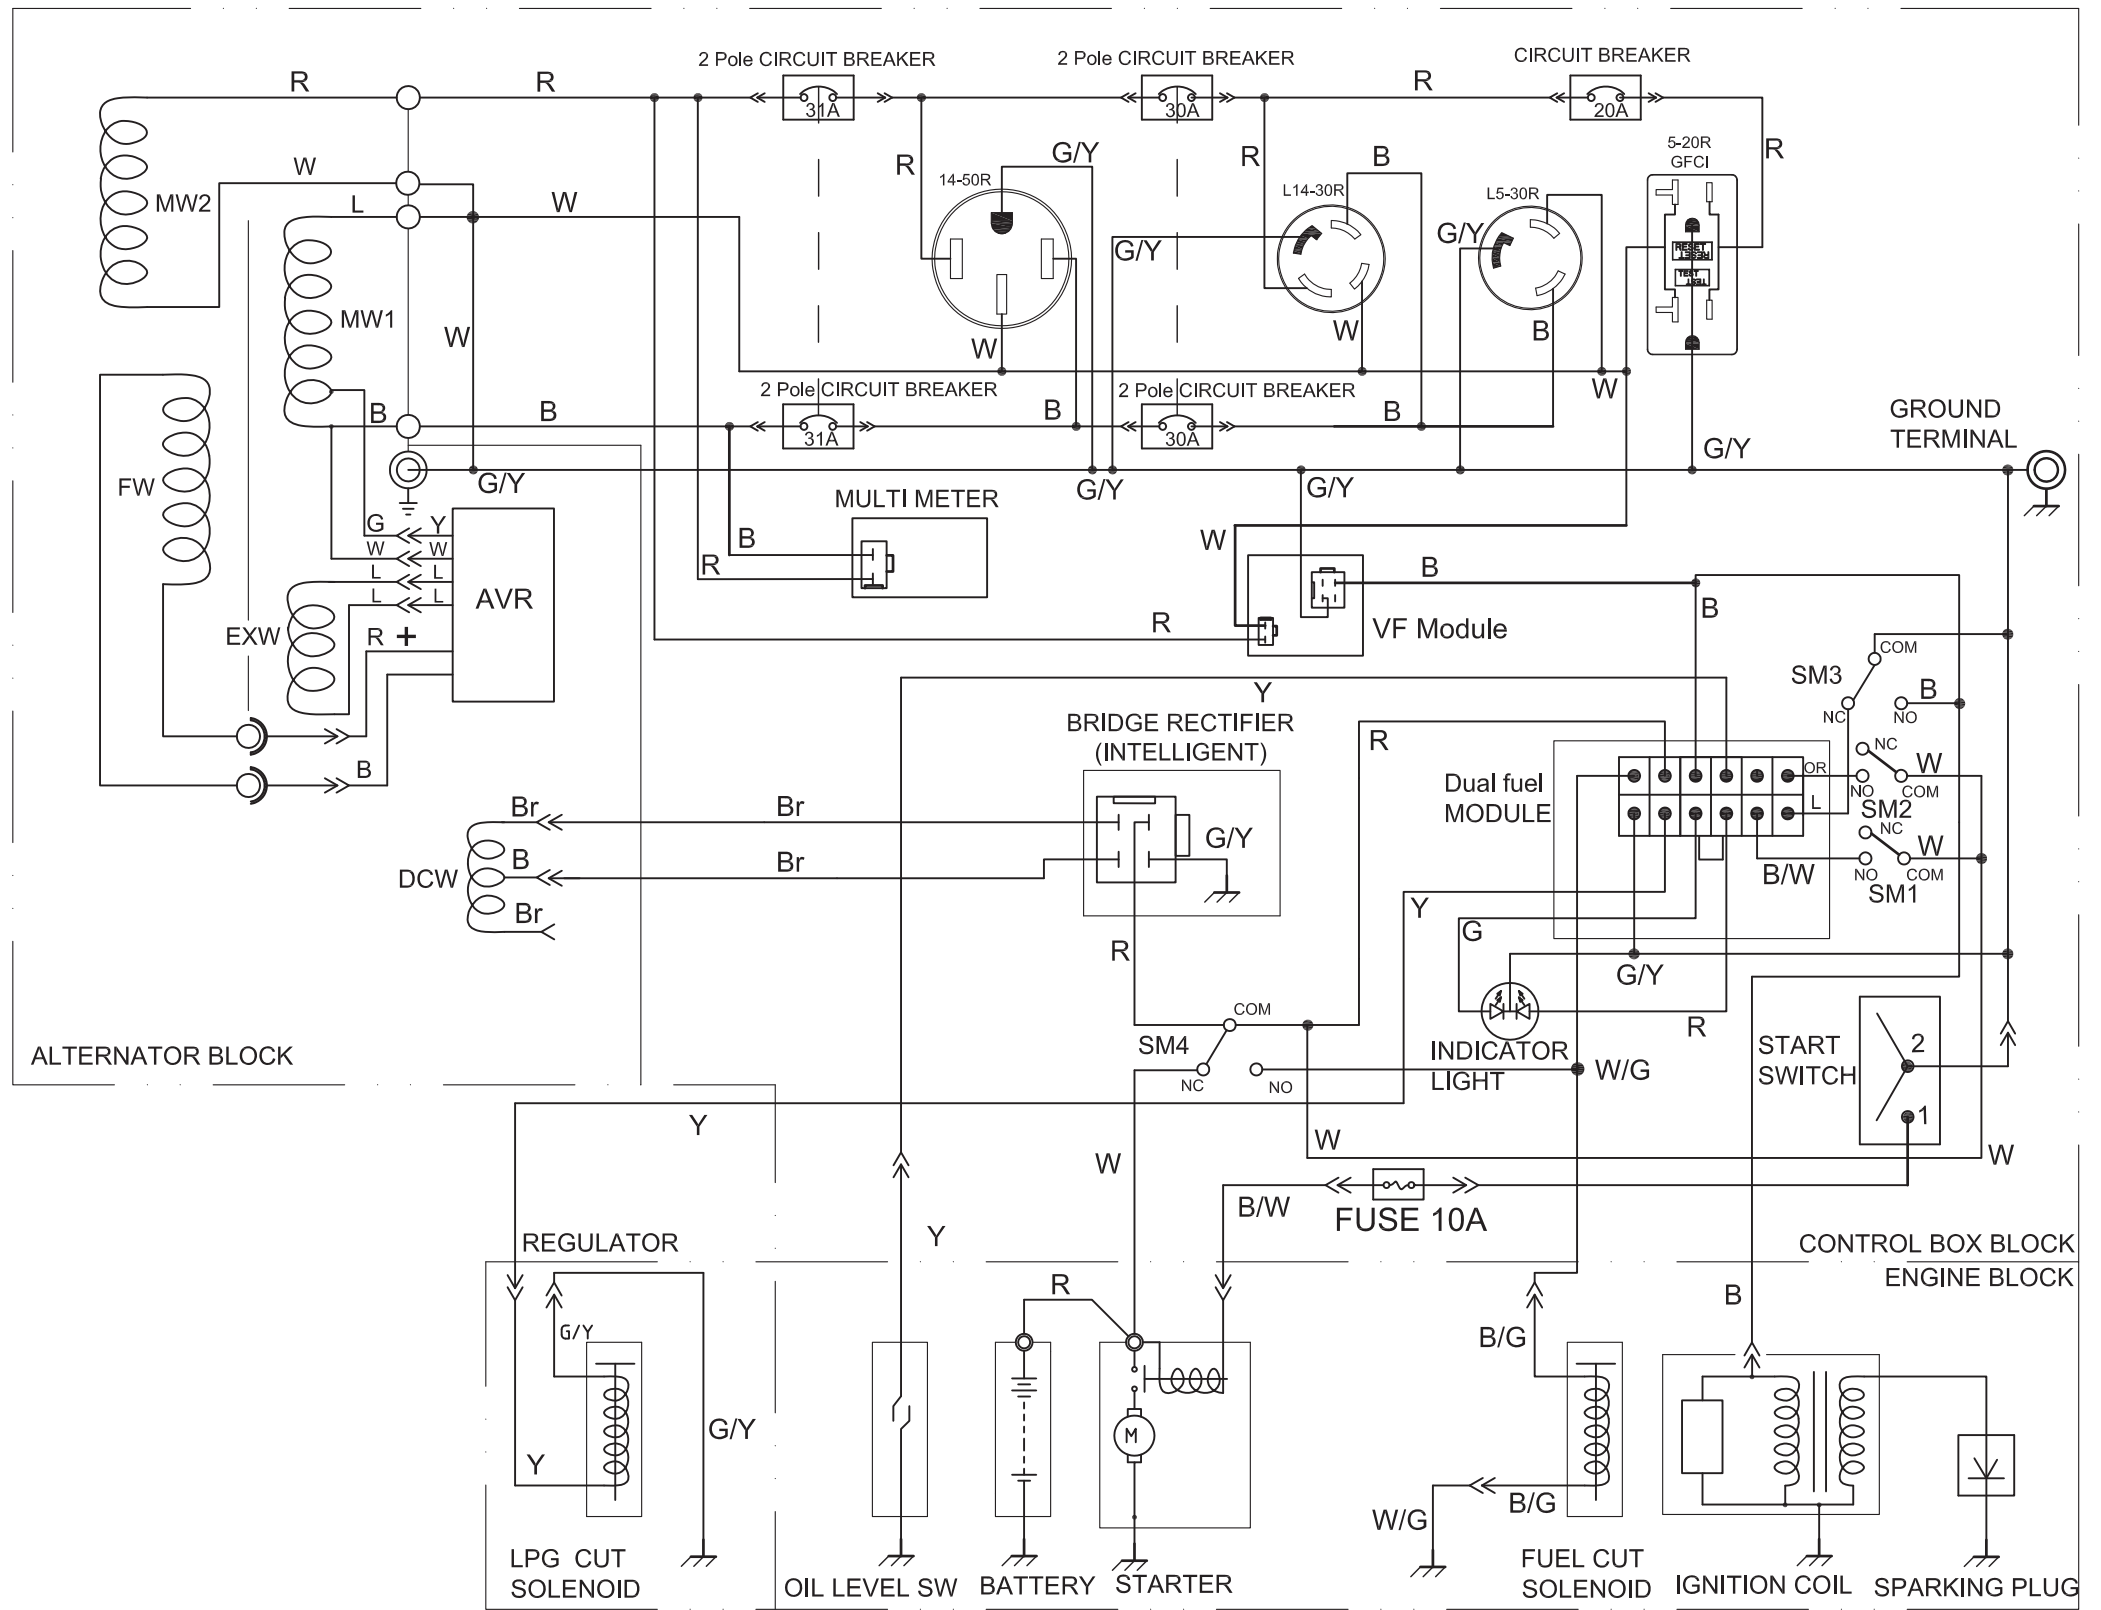 2 Pole CIRCUIT BREAKER
2 Pole CIRCUIT BREAKER
CIRCUIT BREAKER
R
R
R
31A
30A
20A
5-20R
GFCI
W
MW2
L
W
R
14-50R
G/Y
R
B
L14-30R
L5-30R
R
G/Y
G/Y
RESET
RESET
TEST
TEST
MW1
W
W
W
B
W
2 Pole CIRCUIT BREAKER
2 Pole CIRCUIT BREAKER
B
B
B
B
31A
30A
GROUND
TERMINAL
G/Y
FW
G/Y
G/Y
G/Y
MULTI METER
G
Y
W
W
L
L
L
L
AVR
B
R
W
B
B
EXW
R +
R
VF Module
COM
SM3
B
NC
NO
Y
BRIDGE RECTIFIER
(INTELLIGENT)
R
NC
W
OR
NO
COM
SM2
L
B
Dual fuel
MODULE
NC
W
NO
COM
SM1
B/W
Br
Br
G/Y
DCW
B
Br
Br
Y
G
R
G/Y
COM
SM4
NC
NO
INDICATOR
LIGHT
R
W/G
START
SWITCH
2
1
ALTERNATOR BLOCK
Y
W
W
W
B/W
FUSE 10A
Y
REGULATOR
CONTROL BOX BLOCK
ENGINE BLOCK
R
B
G/Y
B/G
G/Y
Y
M
W/G
B/G
LPG CUT
SOLENOID
OIL LEVEL SW
BATTERY
STARTER
FUEL CUT
SOLENOID
IGNITION COIL
SPARKING PLUG